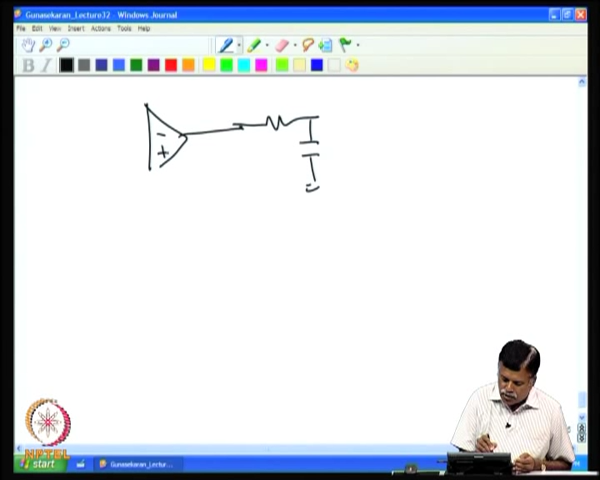 Gunasekaran_Lecture32 - Windows Journal
File Edit View Insert Actions Tools Help
B I
-
+
NPTEL
start
Gunasekaran_Lectur...